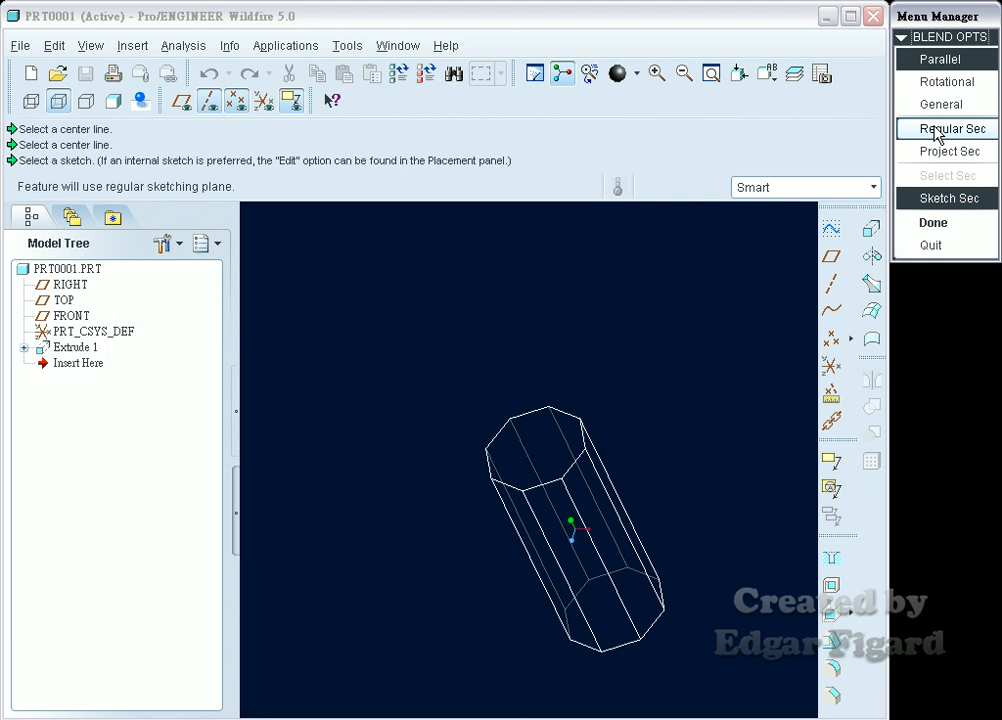 PRT0001 (Active) - Pro/ENGINEER Wildfire 5.0
File Edit View Insert Analysis Info Applications Tools Window Help
Select a center line.
Select a center line.
Select a sketch. (If an internal sketch is preferred, the "Edit" option can be found in the Placement panel.)
Feature will use regular sketching plane.
Smart
Model Tree
PRT0001.PRT
RIGHT
TOP
FRONT
PRT_CSYS_DEF
Extrude 1
Insert Here
Menu Manager
BLEND OPTS
Parallel
Rotational
General
Regular Sec
Project Sec
Select Sec
Sketch Sec
Done
Quit
Created by
Edgar Figard